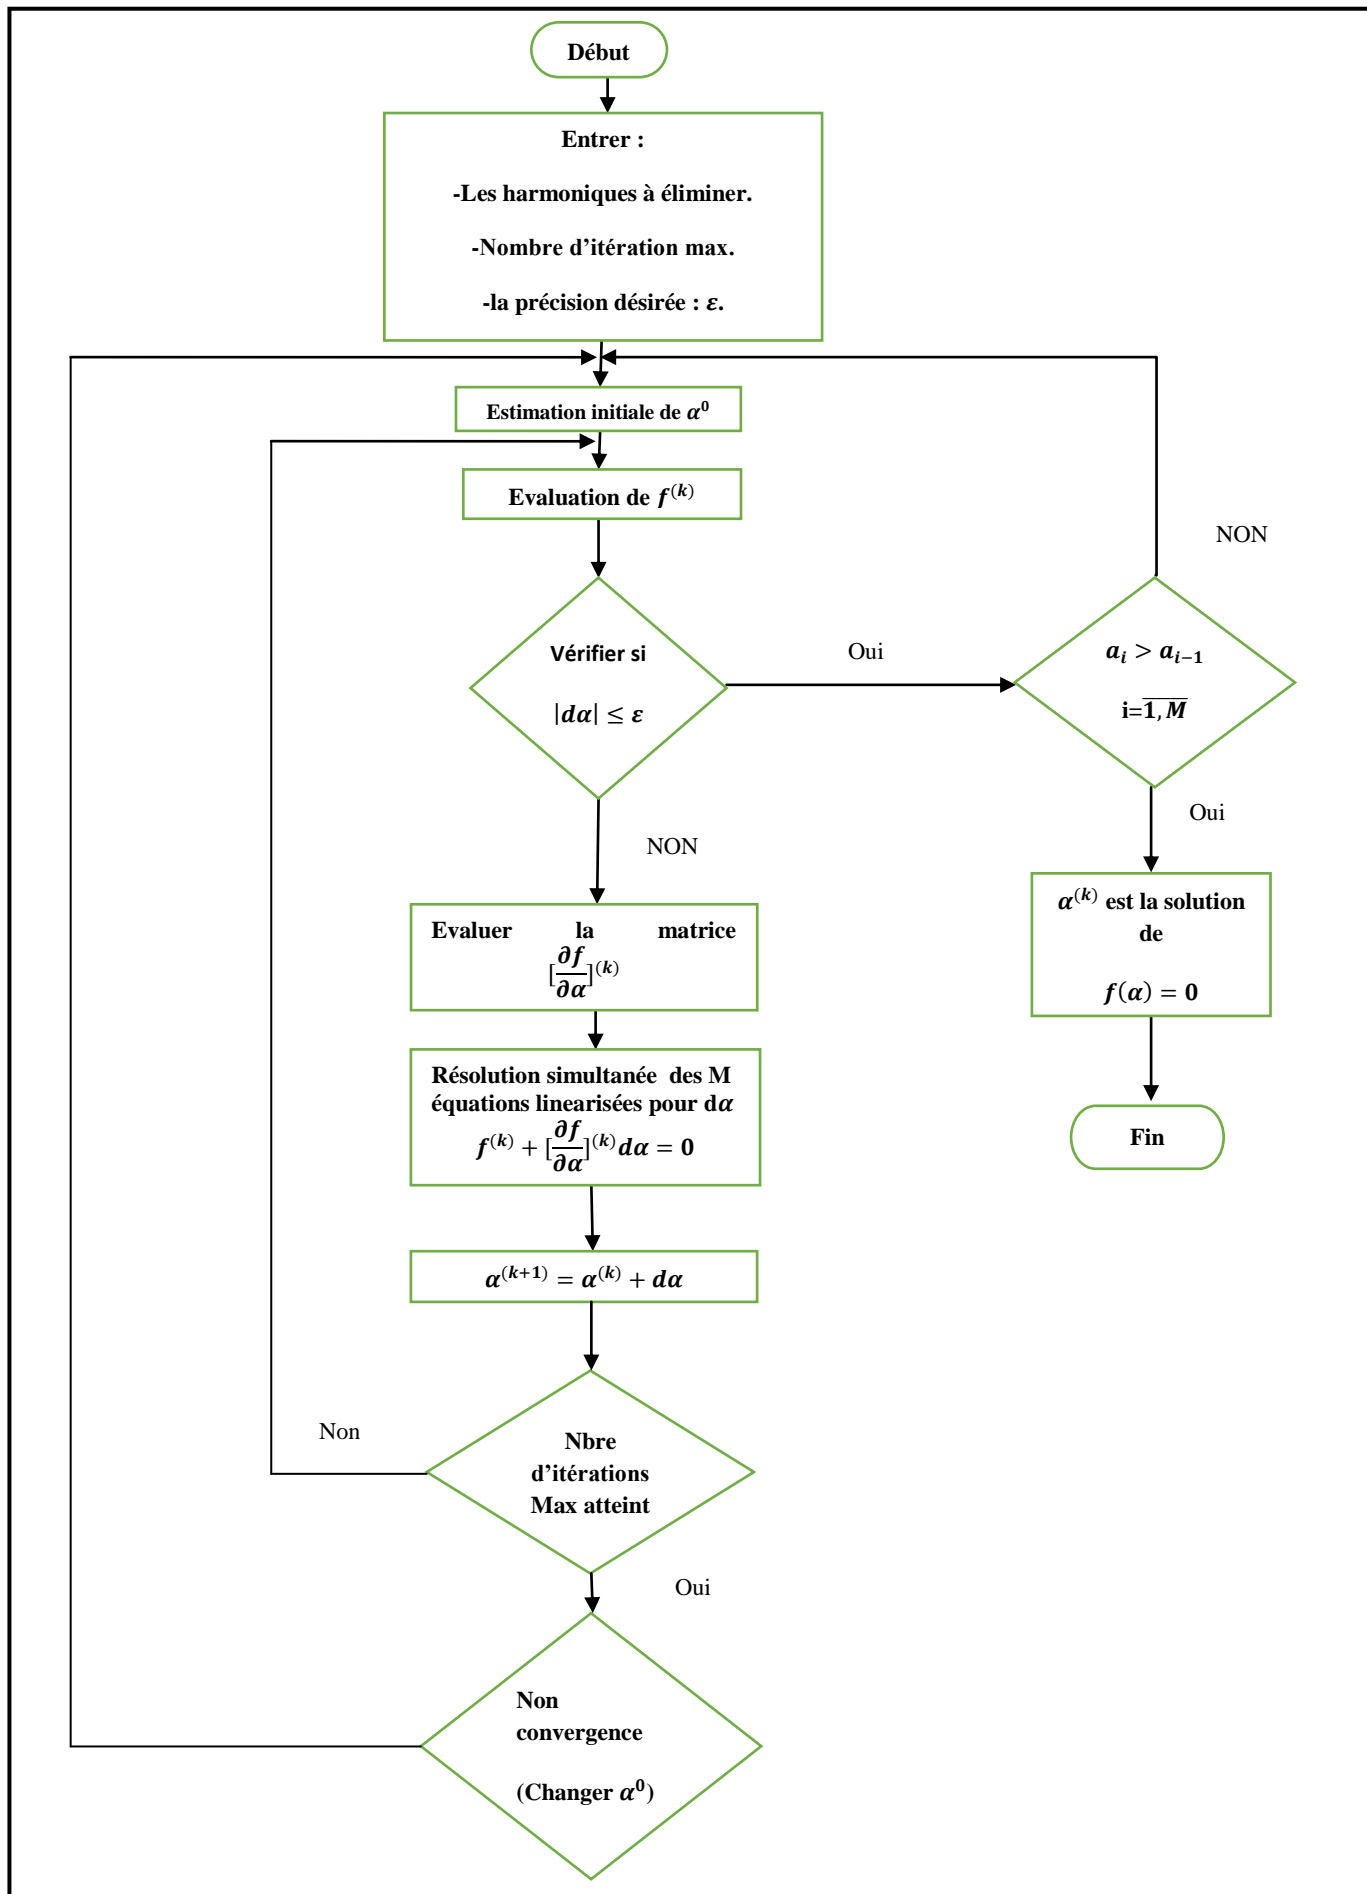 Début
Entrer :
-Les harmoniques à éliminer.
-Nombre d'itération max.
-la précision désirée : ε.
Estimation initiale de α⁰
Evaluation de f⁽ᵏ⁾
NON
Vérifier si
|dα| ≤ ε
Oui
aᵢ > aᵢ₋₁
i=1̅,̅M̅
NON
Oui
Evaluer la matrice
[∂f/∂α]⁽ᵏ⁾
α⁽ᵏ⁾ est la solution
de
f(α) = 0
Résolution simultanée des M
équations linearisées pour dα
f⁽ᵏ⁾ + [∂f/∂α]⁽ᵏ⁾dα = 0
Fin
α⁽ᵏ⁺¹⁾ = α⁽ᵏ⁾ + dα
Non
Nbre
d'itérations
Max atteint
Oui
Non
convergence
(Changer α⁰)